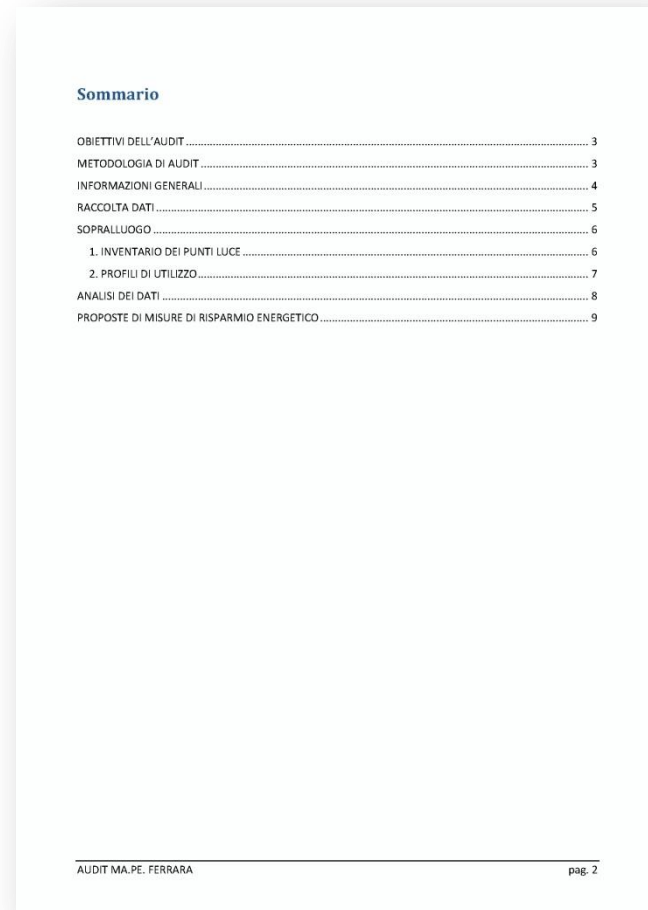 Sommario
OBIETTIVI DELL'AUDIT 3
METODOLOGIA DI AUDIT 3
INFORMAZIONI GENERALI 4
RACCOLTA DATI 5
SOPRALLUOGO 6
1. INVENTARIO DEI PUNTI LUCE 6
2. PROFILI DI UTILIZZO 7
ANALISI DEI DATI 8
PROPOSTE DI MISURE DI RISPARMIO ENERGETICO 9
AUDIT MA.PE. FERRARA pag. 2